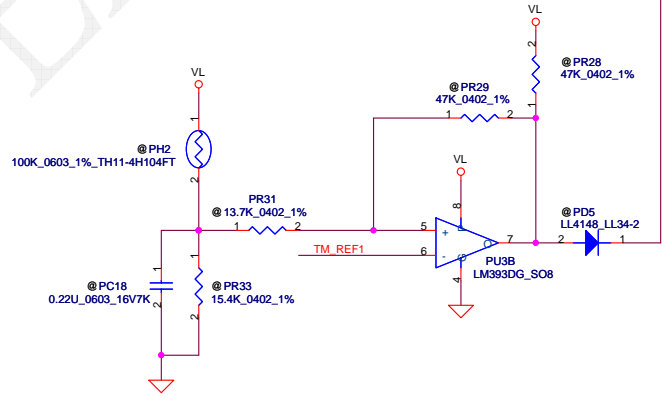 VL
@PR28
47K_0402_1%
@PR29
47K_0402_1%
1
2
2
1
VL
1
@PH2
100K_0603_1%_TH11-4H104FT
2
VL
PR31
@13.7K_0402_1%
1
2
8
5
+
6
-
7
4
TM_REF1
PU3B
LM393DG_SO8
@PD5
LL4148_LL34-2
2
1
1
@PC18
0.22U_0603_16V7K
2
1
@PR33
15.4K_0402_1%
2